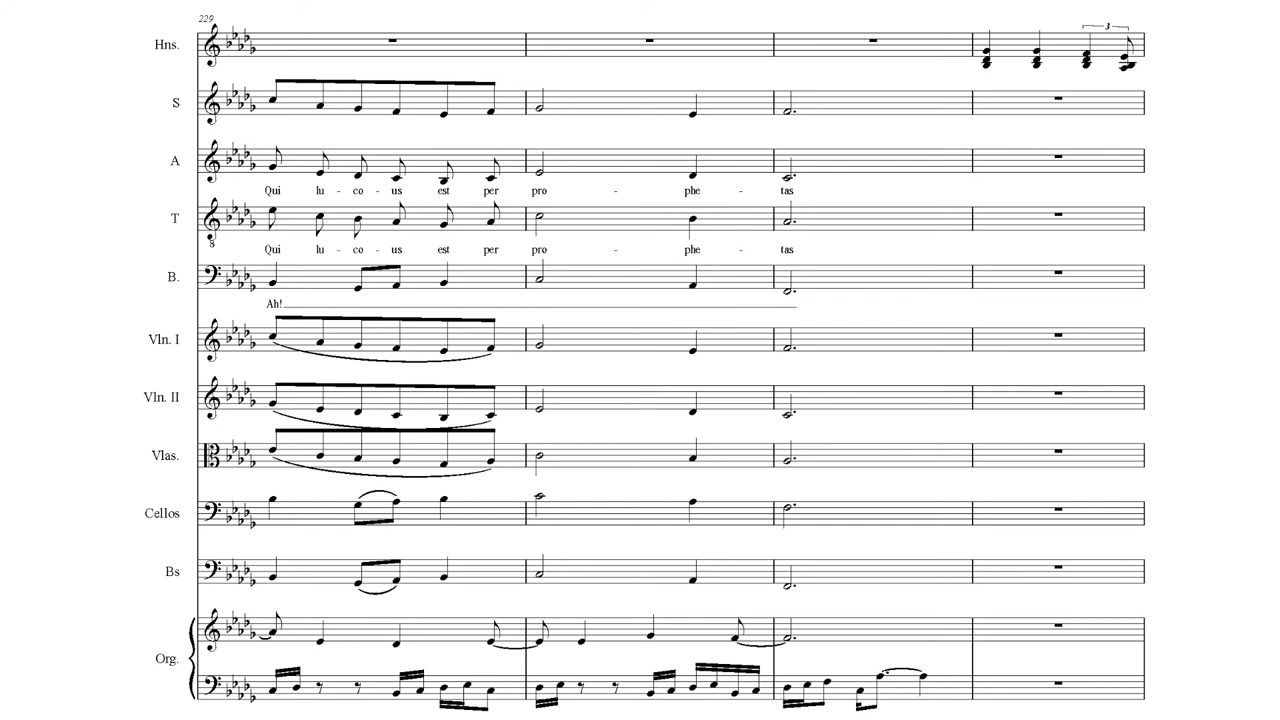 229
Hns.
3
S
A
Qui lu - co - us est per pro - phe - tas
T
8
Qui lu - co - us est per pro - phe - tas
B.
Ah!
Vln. I
Vln. II
Vlas.
Cellos
Bs
Org.